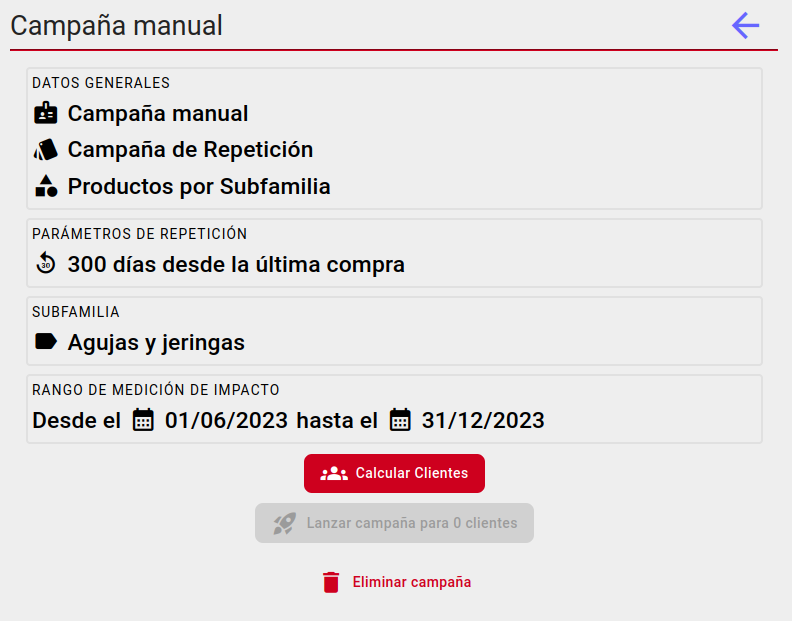 Campaña manual
DATOS GENERALES
Campaña manual
Campaña de Repetición
Productos por Subfamilia
PARÁMETROS DE REPETICIÓN
30
300 días desde la última compra
SUBFAMILIA
Agujas y jeringas
RANGO DE MEDICIÓN DE IMPACTO
Desde el 01/06/2023 hasta el 31/12/2023
Calcular Clientes
Lanzar campaña para 0 clientes
Eliminar campaña